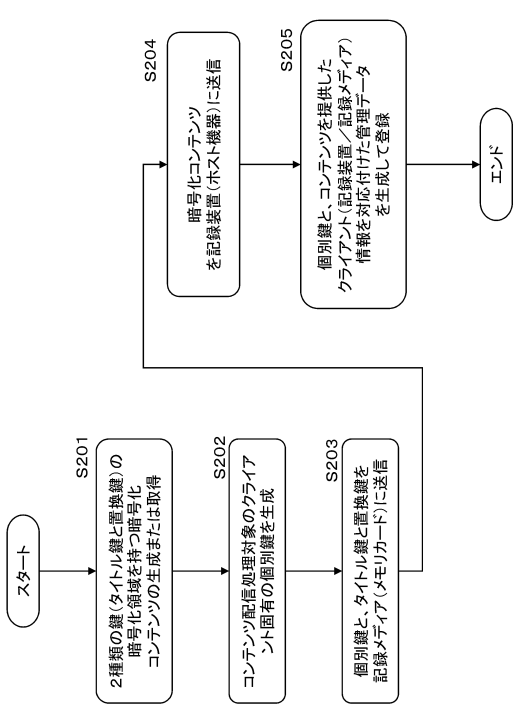 スタート
S201
2種類の鍵(タイトル鍵と置換鍵)の
暗号化領域を持つ暗号化
コンテンツの生成または取得
S202
コンテンツ配信処理対象のクライア
ント固有の個別鍵を生成
S203
個別鍵と、タイトル鍵と置換鍵を
記録メディア(メモリカード)に送信
S204
暗号化コンテンツ
を記録装置(ホスト機器)に送信
S205
個別鍵と、コンテンツを提供した
クライアント(記録装置/記録メディア)
情報を対応付けた管理データ
を生成して登録
エンド